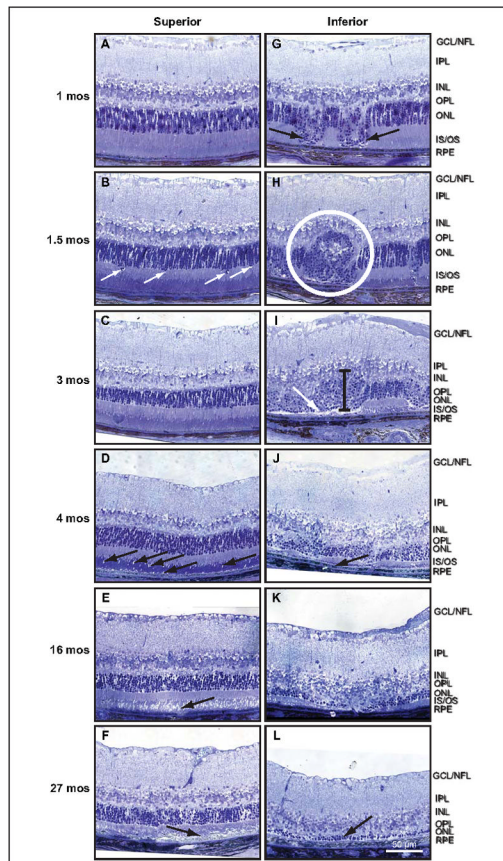 Superior Inferior
1 mos
A
G
GCL/NFL
IPL
INL
OPL
ONL
IS/OS
RPE
1.5 mos
B
H
GCL/NFL
IPL
INL
OPL
ONL
IS/OS
RPE
3 mos
C
I
GCL/NFL
IPL
INL
OPL
ONL
IS/OS
RPE
4 mos
D
J
GCL/NFL
IPL
INL
OPL
ONL
IS/OS
RPE
16 mos
E
K
GCL/NFL
IPL
INL
OPL
ONL
IS/OS
RPE
27 mos
F
L
GCL/NFL
IPL
INL
OPL
ONL
RPE
50 µm